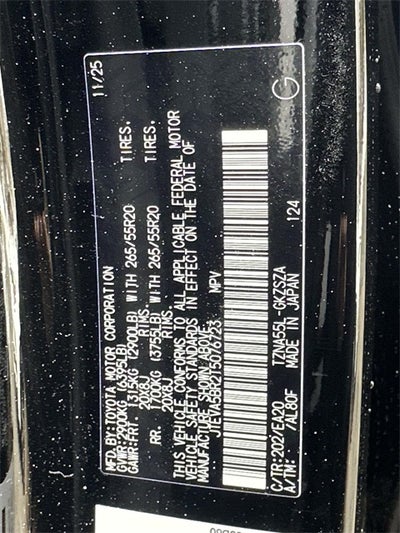 MFD.BY:TOYOTA MOTOR CORPORATION 11/25
GVWR:2900KG (6395LB)
GAWR:FRT. 1315KG (2900LB) WITH 265/55R20 TIRES,
20X8J RIMS
RR. 1700KG (3755LB) WITH 265/55R20 TIRES.
20X8J RIMS
THIS VEHICLE CONFORMS TO ALL APPLICABLE FEDERAL MOTOR
VEHICLE SAFETY STANDARDS IN EFFECT ON THE DATE OF
MANUFACTURE SHOWN ABOVE.
JTEVA5BR2T5076723 MPV
C/TR:202/EA20 TZNA55L-GKZSZA 124
A/TM: /AL80F MADE IN JAPAN
G